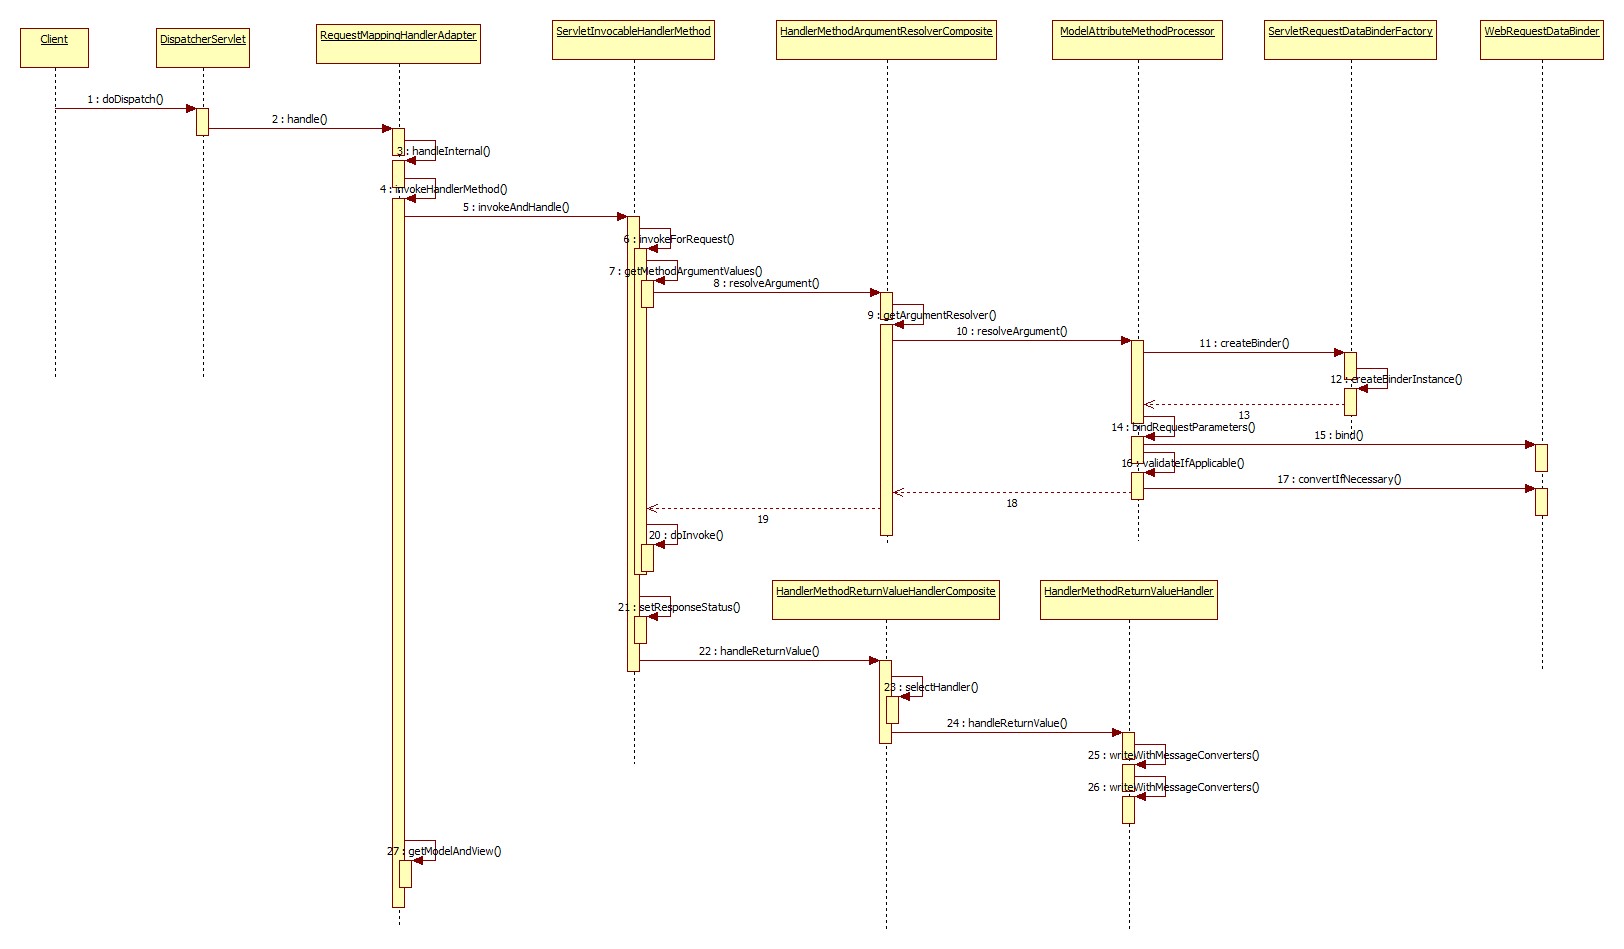 Client
DispatcherServlet
RequestMappingHandlerAdapter
ServletInvocableHandlerMethod
HandlerMethodArgumentResolverComposite
ModelAttributeMethodProcessor
ServletRequestDataBinderFactory
WebRequestDataBinder
1 : doDispatch()
2 : handle()
3 : handleInternal()
4 : invokeHandlerMethod()
5 : invokeAndHandle()
6 : invokeForRequest()
7 : getMethodArgumentValues()
8 : resolveArgument()
9 : getArgumentResolver()
10 : resolveArgument()
11 : createBinder()
12 : createBinderInstance()
13
14 : bindRequestParameters()
15 : bind()
16 : validateIfApplicable()
17 : convertIfNecessary()
18
19
20 : doInvoke()
HandlerMethodReturnValueHandlerComposite
HandlerMethodReturnValueHandler
21 : setResponseStatus()
22 : handleReturnValue()
23 : selectHandler()
24 : handleReturnValue()
25 : writeWithMessageConverters()
26 : writeWithMessageConverters()
27 : getModelAndView()